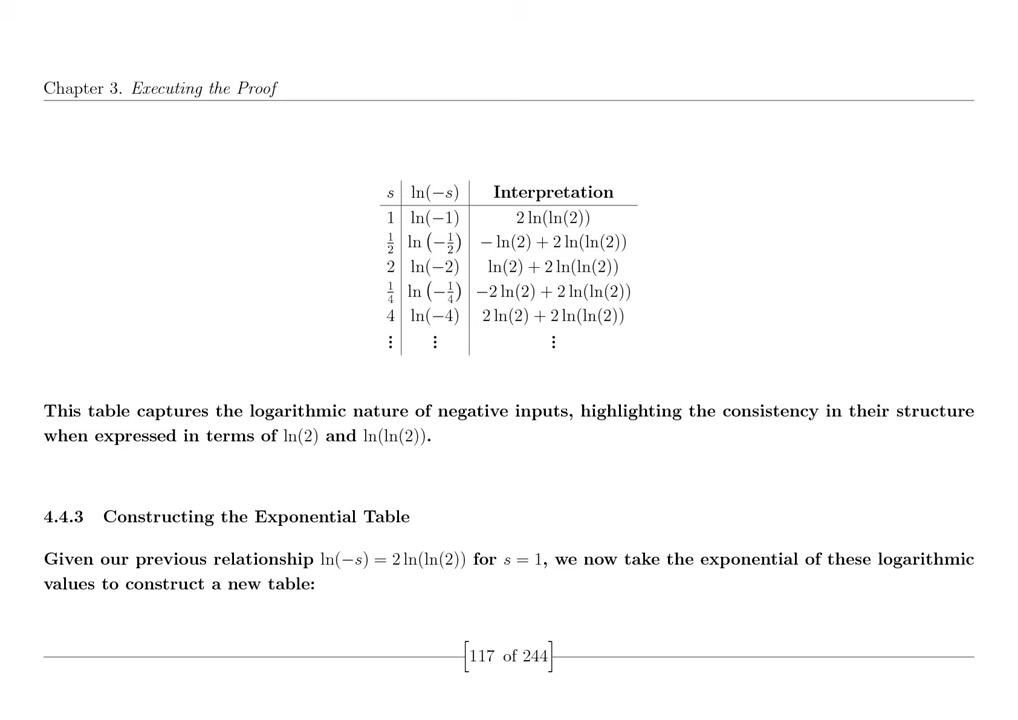 Chapter 3. Executing the Proof
s ln(−s) Interpretation
1 ln(−1) 2 ln(ln(2))
1/2 ln (−1/2) − ln(2) + 2 ln(ln(2))
2 ln(−2) ln(2) + 2 ln(ln(2))
1/4 ln (−1/4) −2 ln(2) + 2 ln(ln(2))
4 ln(−4) 2 ln(2) + 2 ln(ln(2))
⋮ ⋮ ⋮
This table captures the logarithmic nature of negative inputs, highlighting the consistency in their structure
when expressed in terms of ln(2) and ln(ln(2)).
4.4.3 Constructing the Exponential Table
Given our previous relationship ln(−s) = 2 ln(ln(2)) for s = 1, we now take the exponential of these logarithmic
values to construct a new table:
[117 of 244]